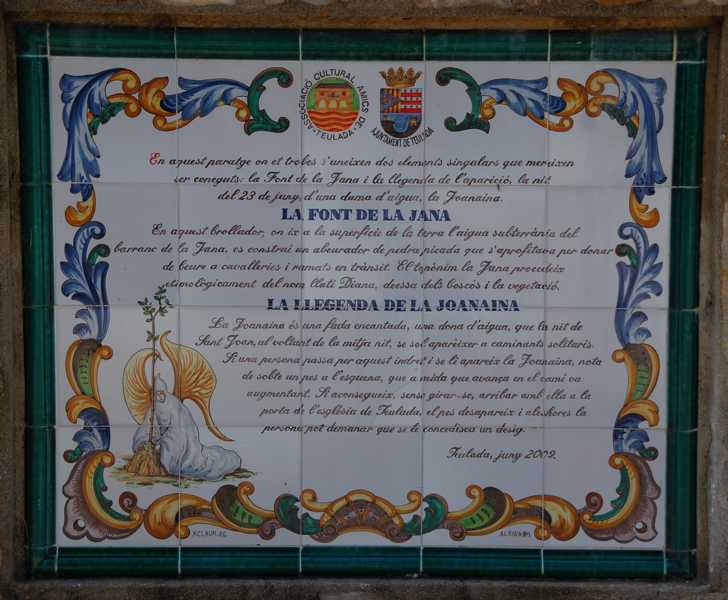 ASSOCIACIÓ CULTURAL AMICS DE TEULADA
AJUNTAMENT DE TEULADA
En aquest paratge on et trobes s'uneixen dos elements singulars que mereixen
ser coneguts: la Font de la Jana i la llegenda de l'aparició, la nit
del 23 de juny, d'una dama d'aigua, la Joanaina.
LA FONT DE LA JANA
En aquest brollador, on ix a la superfície de la terra l'aigua subterrània del
barranc de la Jana, es construí un abeurador de pedra picada que s'aprofitava per donar
de beure a cavalleries i ramats en trànsit. El topònim la Jana procedeix
etimològicament del nom llatí Diana, deessa dels boscos i la vegetació.
LA LLEGENDA DE LA JOANAINA
La Joanaina és una fada encantada, una dona d'aigua, que la nit de
Sant Joan, al voltant de la mitja nit, se sol aparèixer a caminants solitaris.
Si una persona passa per aquest indret i se li apareix la Joanaina, nota
de sobte un pes a l'esquena, que a mida que avança en el camí va
augmentant. Si aconsegueix, sense girar-se, arribar amb ella a la
porta de l'església de Teulada, el pes desapareix i aleshores la
persona pot demanar que se li concedisca un desig.
Teulada, juny 2009.